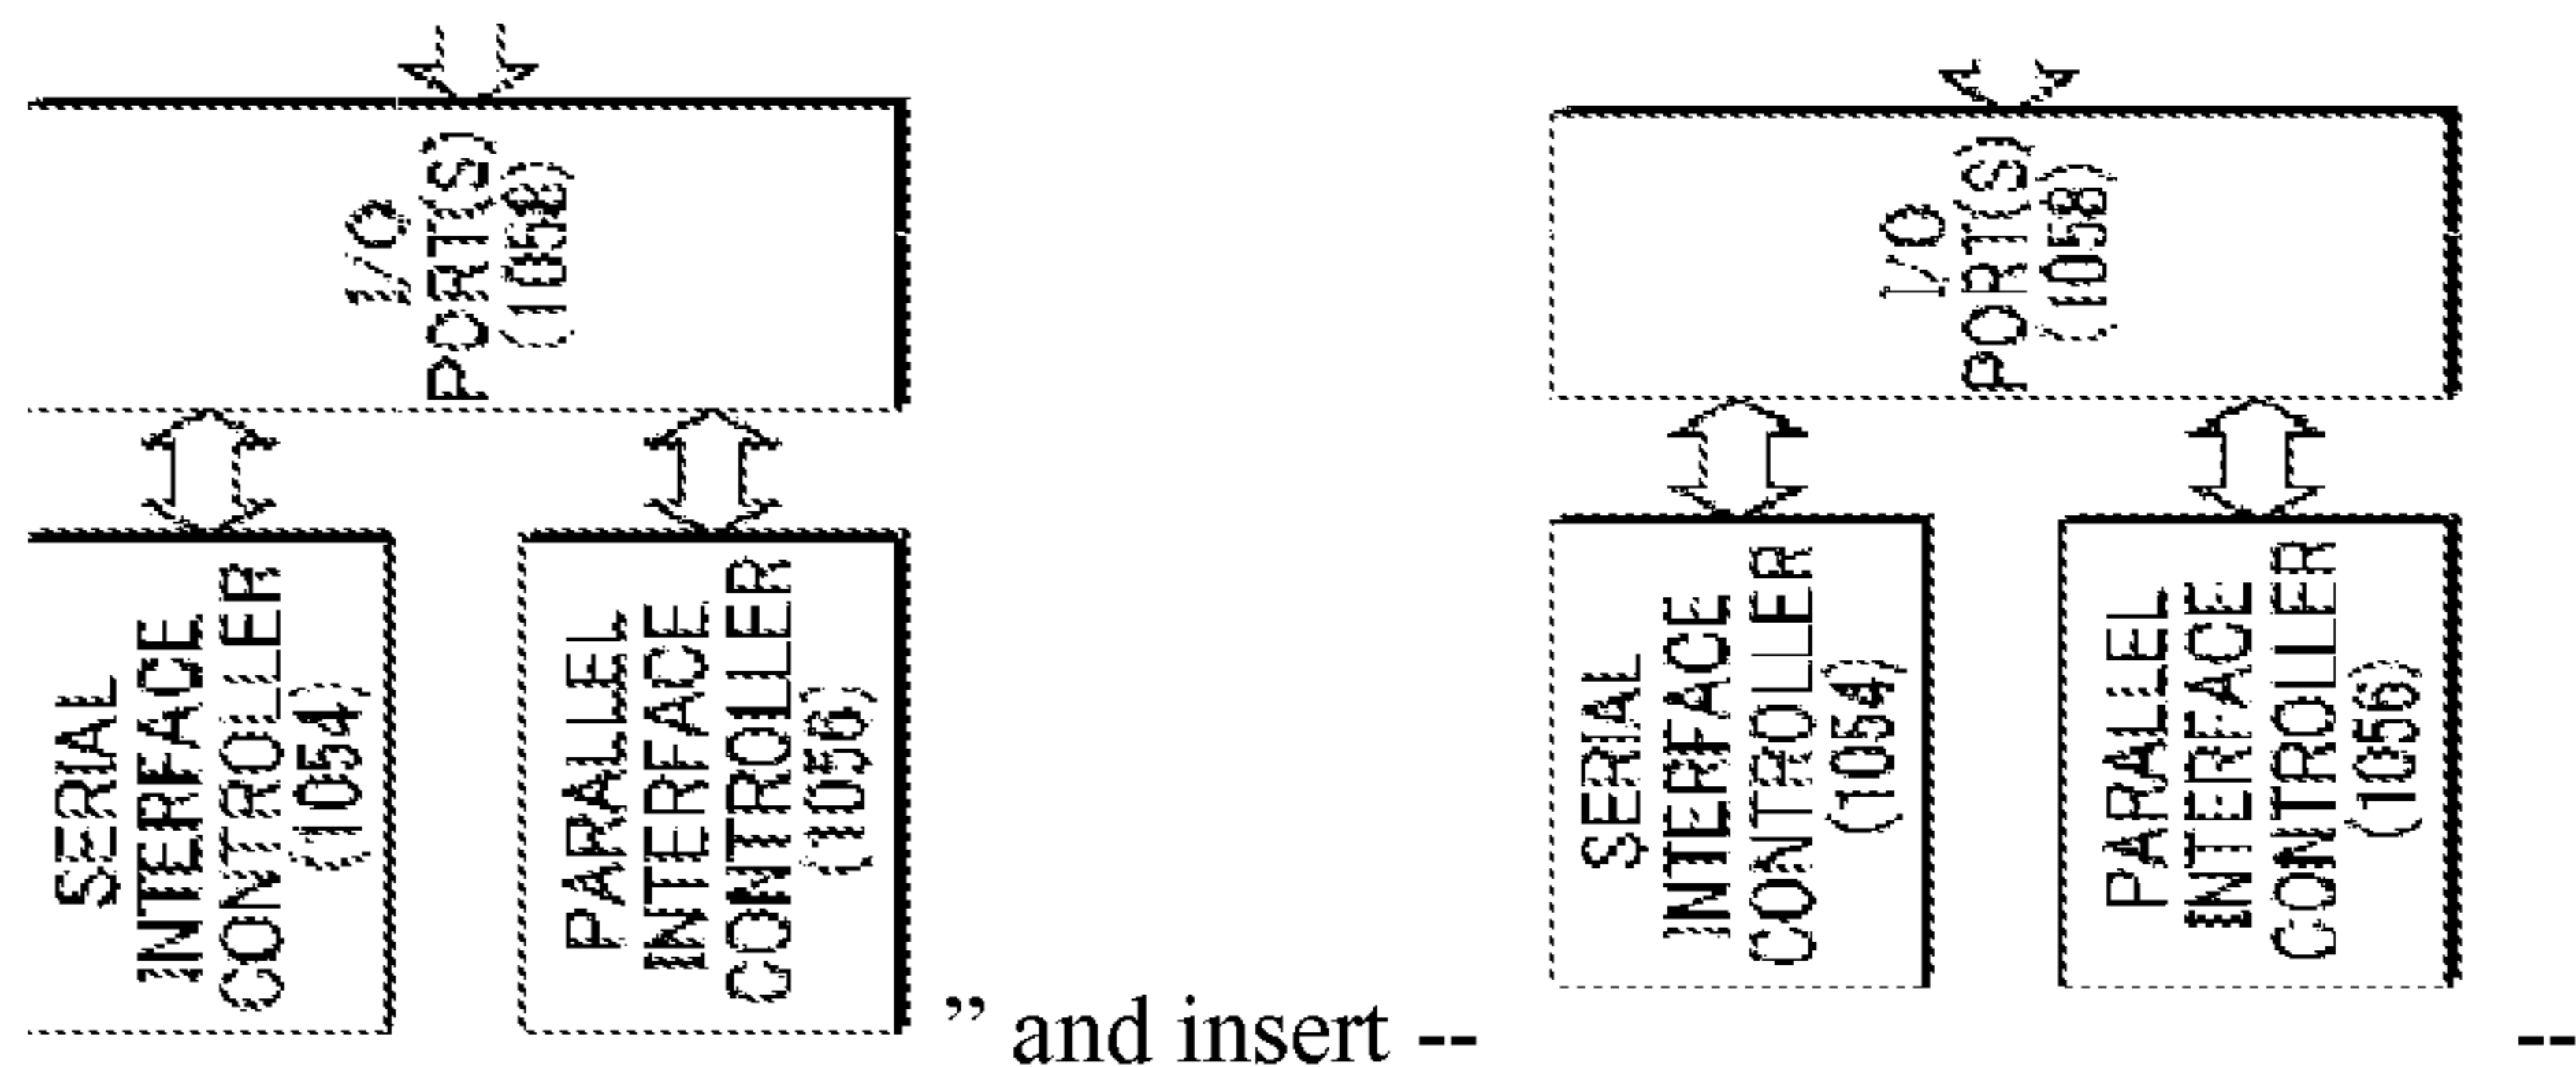 I/O
PORT(S)
(1058)
SERIAL
INTERFACE
CONTROLLER
(1054)
PARALLEL
INTERFACE
CONTROLLER
(1056)
” and insert --
I/O
PORT(S)
(1058)
SERIAL
INTERFACE
CONTROLLER
(1054)
PARALLEL
INTERFACE
CONTROLLER
(1056)
--